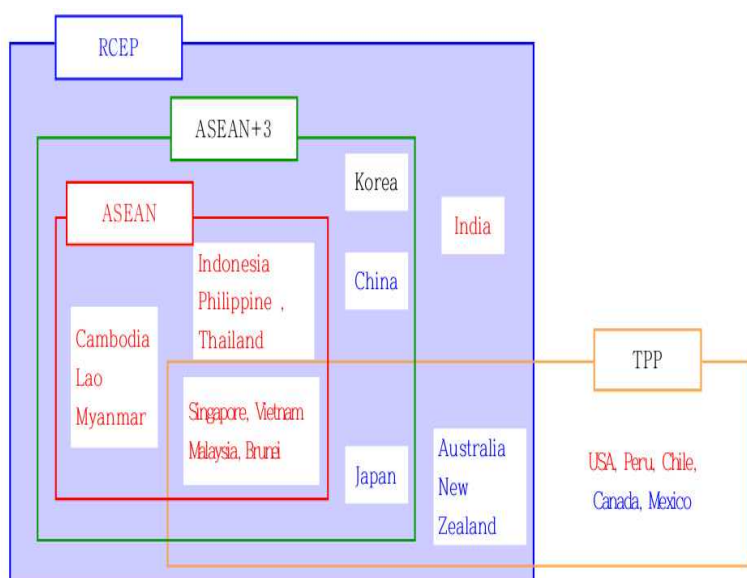 RCEP
ASEAN+3
Korea
ASEAN
India
Indonesia
Philippine ,
Thailand
China
Cambodia
Lao
Myanmar
TPP
Singapore, Vietnam
Malaysia, Brunei
Japan
Australia
New
Zealand
USA, Peru, Chile,
Canada, Mexico